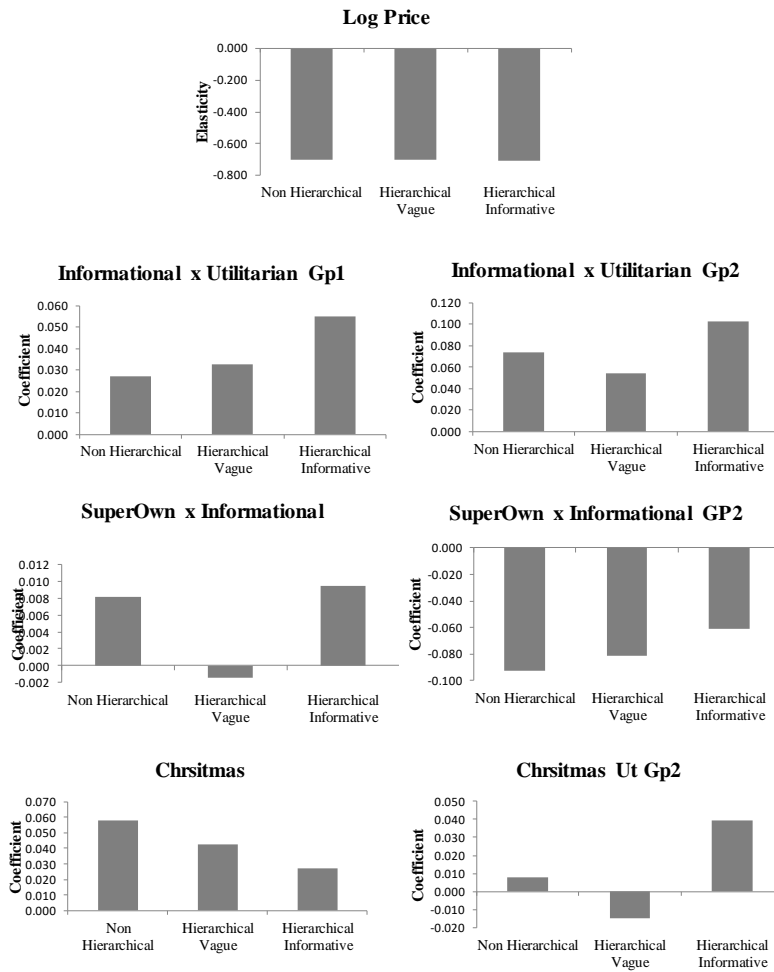 Log Price
0.000
-0.200
-0.400
-0.600
-0.800
Elasticity
Non Hierarchical
Hierarchical
Vague
Hierarchical
Informative
Informational x Utilitarian Gp1
0.060
0.050
0.040
0.030
0.020
0.010
0.000
Coefficient
Non Hierarchical
Hierarchical
Vague
Hierarchical
Informative
Informational x Utilitarian Gp2
0.120
0.100
0.080
0.060
0.040
0.020
0.000
Coefficient
Non Hierarchical
Hierarchical
Vague
Hierarchical
Informative
SuperOwn x Informational
0.012
0.010
0.008
0.006
0.004
0.002
0.000
-0.002
Coefficient
Non Hierarchical
Hierarchical
Vague
Hierarchical
Informative
SuperOwn x Informational GP2
0.000
-0.020
-0.040
-0.060
-0.080
-0.100
Coefficient
Non Hierarchical
Hierarchical
Vague
Hierarchical
Informative
Chrsitmas
0.070
0.060
0.050
0.040
0.030
0.020
0.010
0.000
Coefficient
Non
Hierarchical
Hierarchical
Vague
Hierarchical
Informative
Chrsitmas Ut Gp2
0.050
0.040
0.030
0.020
0.010
0.000
-0.010
-0.020
Coefficient
Non Hierarchical
Hierarchical
Vague
Hierarchical
Informative